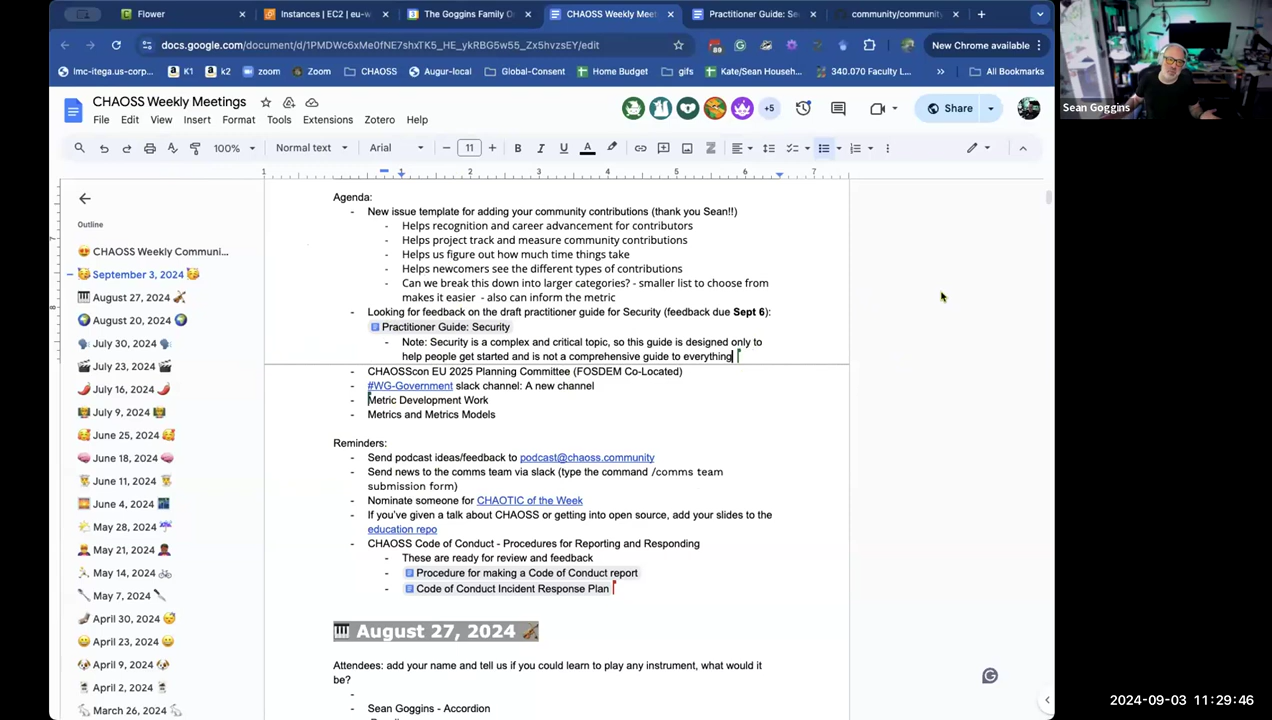 Flower
Instances | EC2 | eu-w
The Goggins Family O
CHAOSS Weekly Meet
Practitioner Guide: Sec
community/community
docs.google.com/document/d/1PMDWc6xMe0fNE7shxTK5_HE_ykRBG5w55_Zx5hvzsEY/edit
89
New Chrome available
lmc-itega.us-corp...
K1
k2
zoom
Zoom
CHAOSS
Augur-local
Global-Consent
Home Budget
gifs
Kate/Sean Househ...
340.070 Faculty L...
All Bookmarks
CHAOSS Weekly Meetings
File Edit View Insert Format Tools Extensions Zotero Help
+5
Share
100%
Normal text
Arial
11
1 1 2 3 4 5 6 7
Outline
CHAOSS Weekly Communi...
September 3, 2024
August 27, 2024
August 20, 2024
July 30, 2024
July 23, 2024
July 16, 2024
July 9, 2024
June 25, 2024
June 18, 2024
June 11, 2024
June 4, 2024
May 28, 2024
May 21, 2024
May 14, 2024
May 7, 2024
April 30, 2024
April 23, 2024
April 9, 2024
April 2, 2024
March 26, 2024
Agenda:
- New issue template for adding your community contributions (thank you Sean!!)
- Helps recognition and career advancement for contributors
- Helps project track and measure community contributions
- Helps us figure out how much time things take
- Helps newcomers see the different types of contributions
- Can we break this down into larger categories? - smaller list to choose from
makes it easier - also can inform the metric
- Looking for feedback on the draft practitioner guide for Security (feedback due Sept 6):
Practitioner Guide: Security
- Note: Security is a complex and critical topic, so this guide is designed only to
help people get started and is not a comprehensive guide to everything
- CHAOSScon EU 2025 Planning Committee (FOSDEM Co-Located)
- #WG-Government slack channel: A new channel
- Metric Development Work
- Metrics and Metrics Models
Reminders:
- Send podcast ideas/feedback to podcast@chaoss.community
- Send news to the comms team via slack (type the command /comms team
submission form)
- Nominate someone for CHAOTIC of the Week
- If you've given a talk about CHAOSS or getting into open source, add your slides to the
education repo
- CHAOSS Code of Conduct - Procedures for Reporting and Responding
- These are ready for review and feedback
- Procedure for making a Code of Conduct report
- Code of Conduct Incident Response Plan
August 27, 2024
Attendees: add your name and tell us if you could learn to play any instrument, what would it
be?
-
- Sean Goggins - Accordion
Sean Goggins
2024-09-03 11:29:46